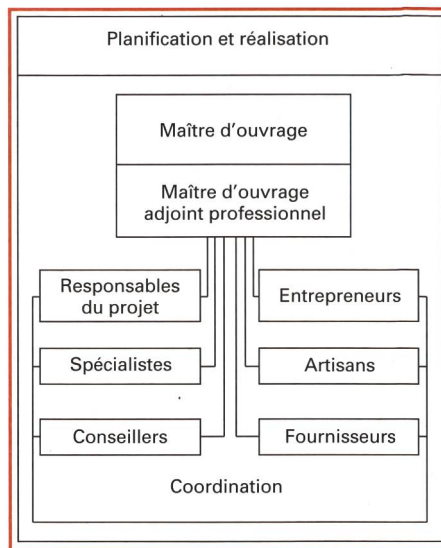 Planification et réalisation
Maître d'ouvrage
Maître d'ouvrage
adjoint professionnel
Responsables
du projet
Entrepreneurs
Spécialistes
Artisans
Conseillers
Fournisseurs
Coordination